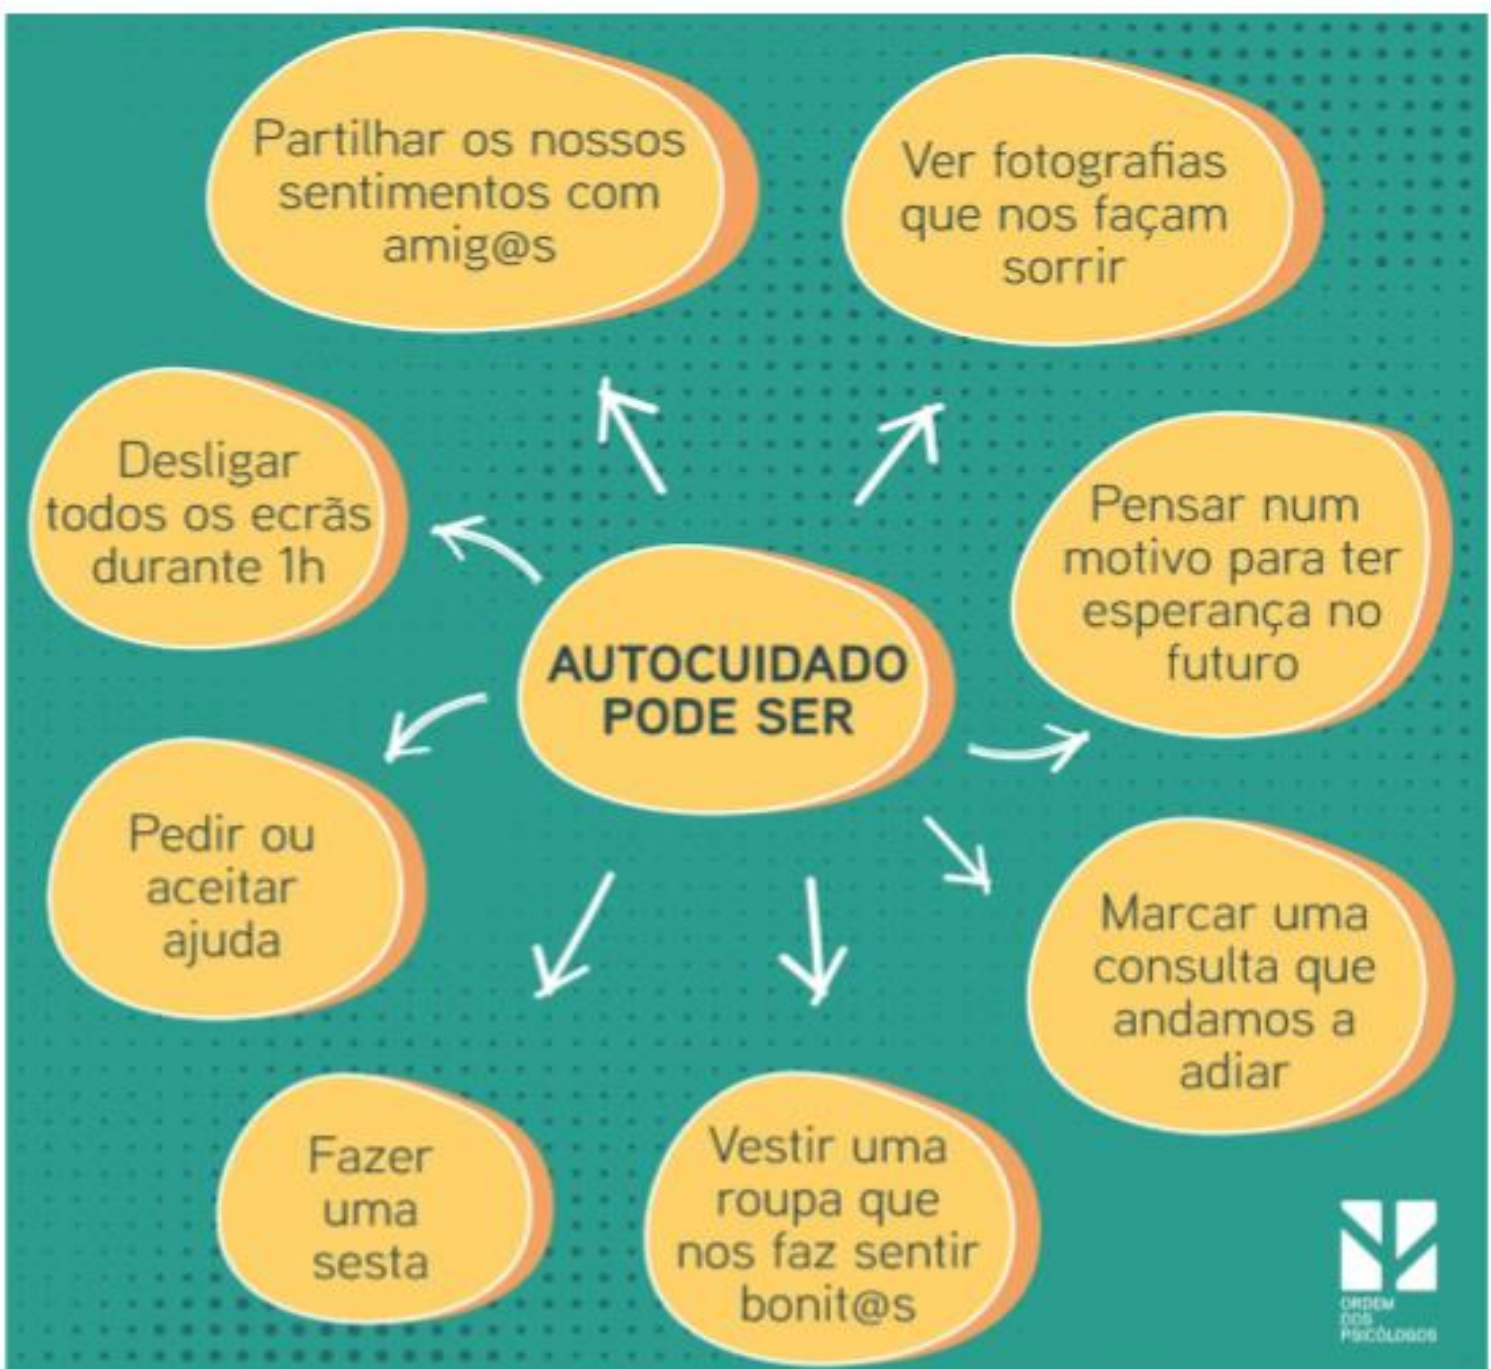 Partilhar os nossos
sentimentos com
amig@s
Ver fotografias
que nos façam
sorrir
Desligar
todos os ecrãs
durante 1h
Pensar num
motivo para ter
esperança no
futuro
AUTOCUIDADO
PODE SER
Pedir ou
aceitar
ajuda
Marcar uma
consulta que
andamos a
adiar
Fazer
uma
sesta
Vestir uma
roupa que
nos faz sentir
bonit@s
ORDEM
DOS
PSICÓLOGOS